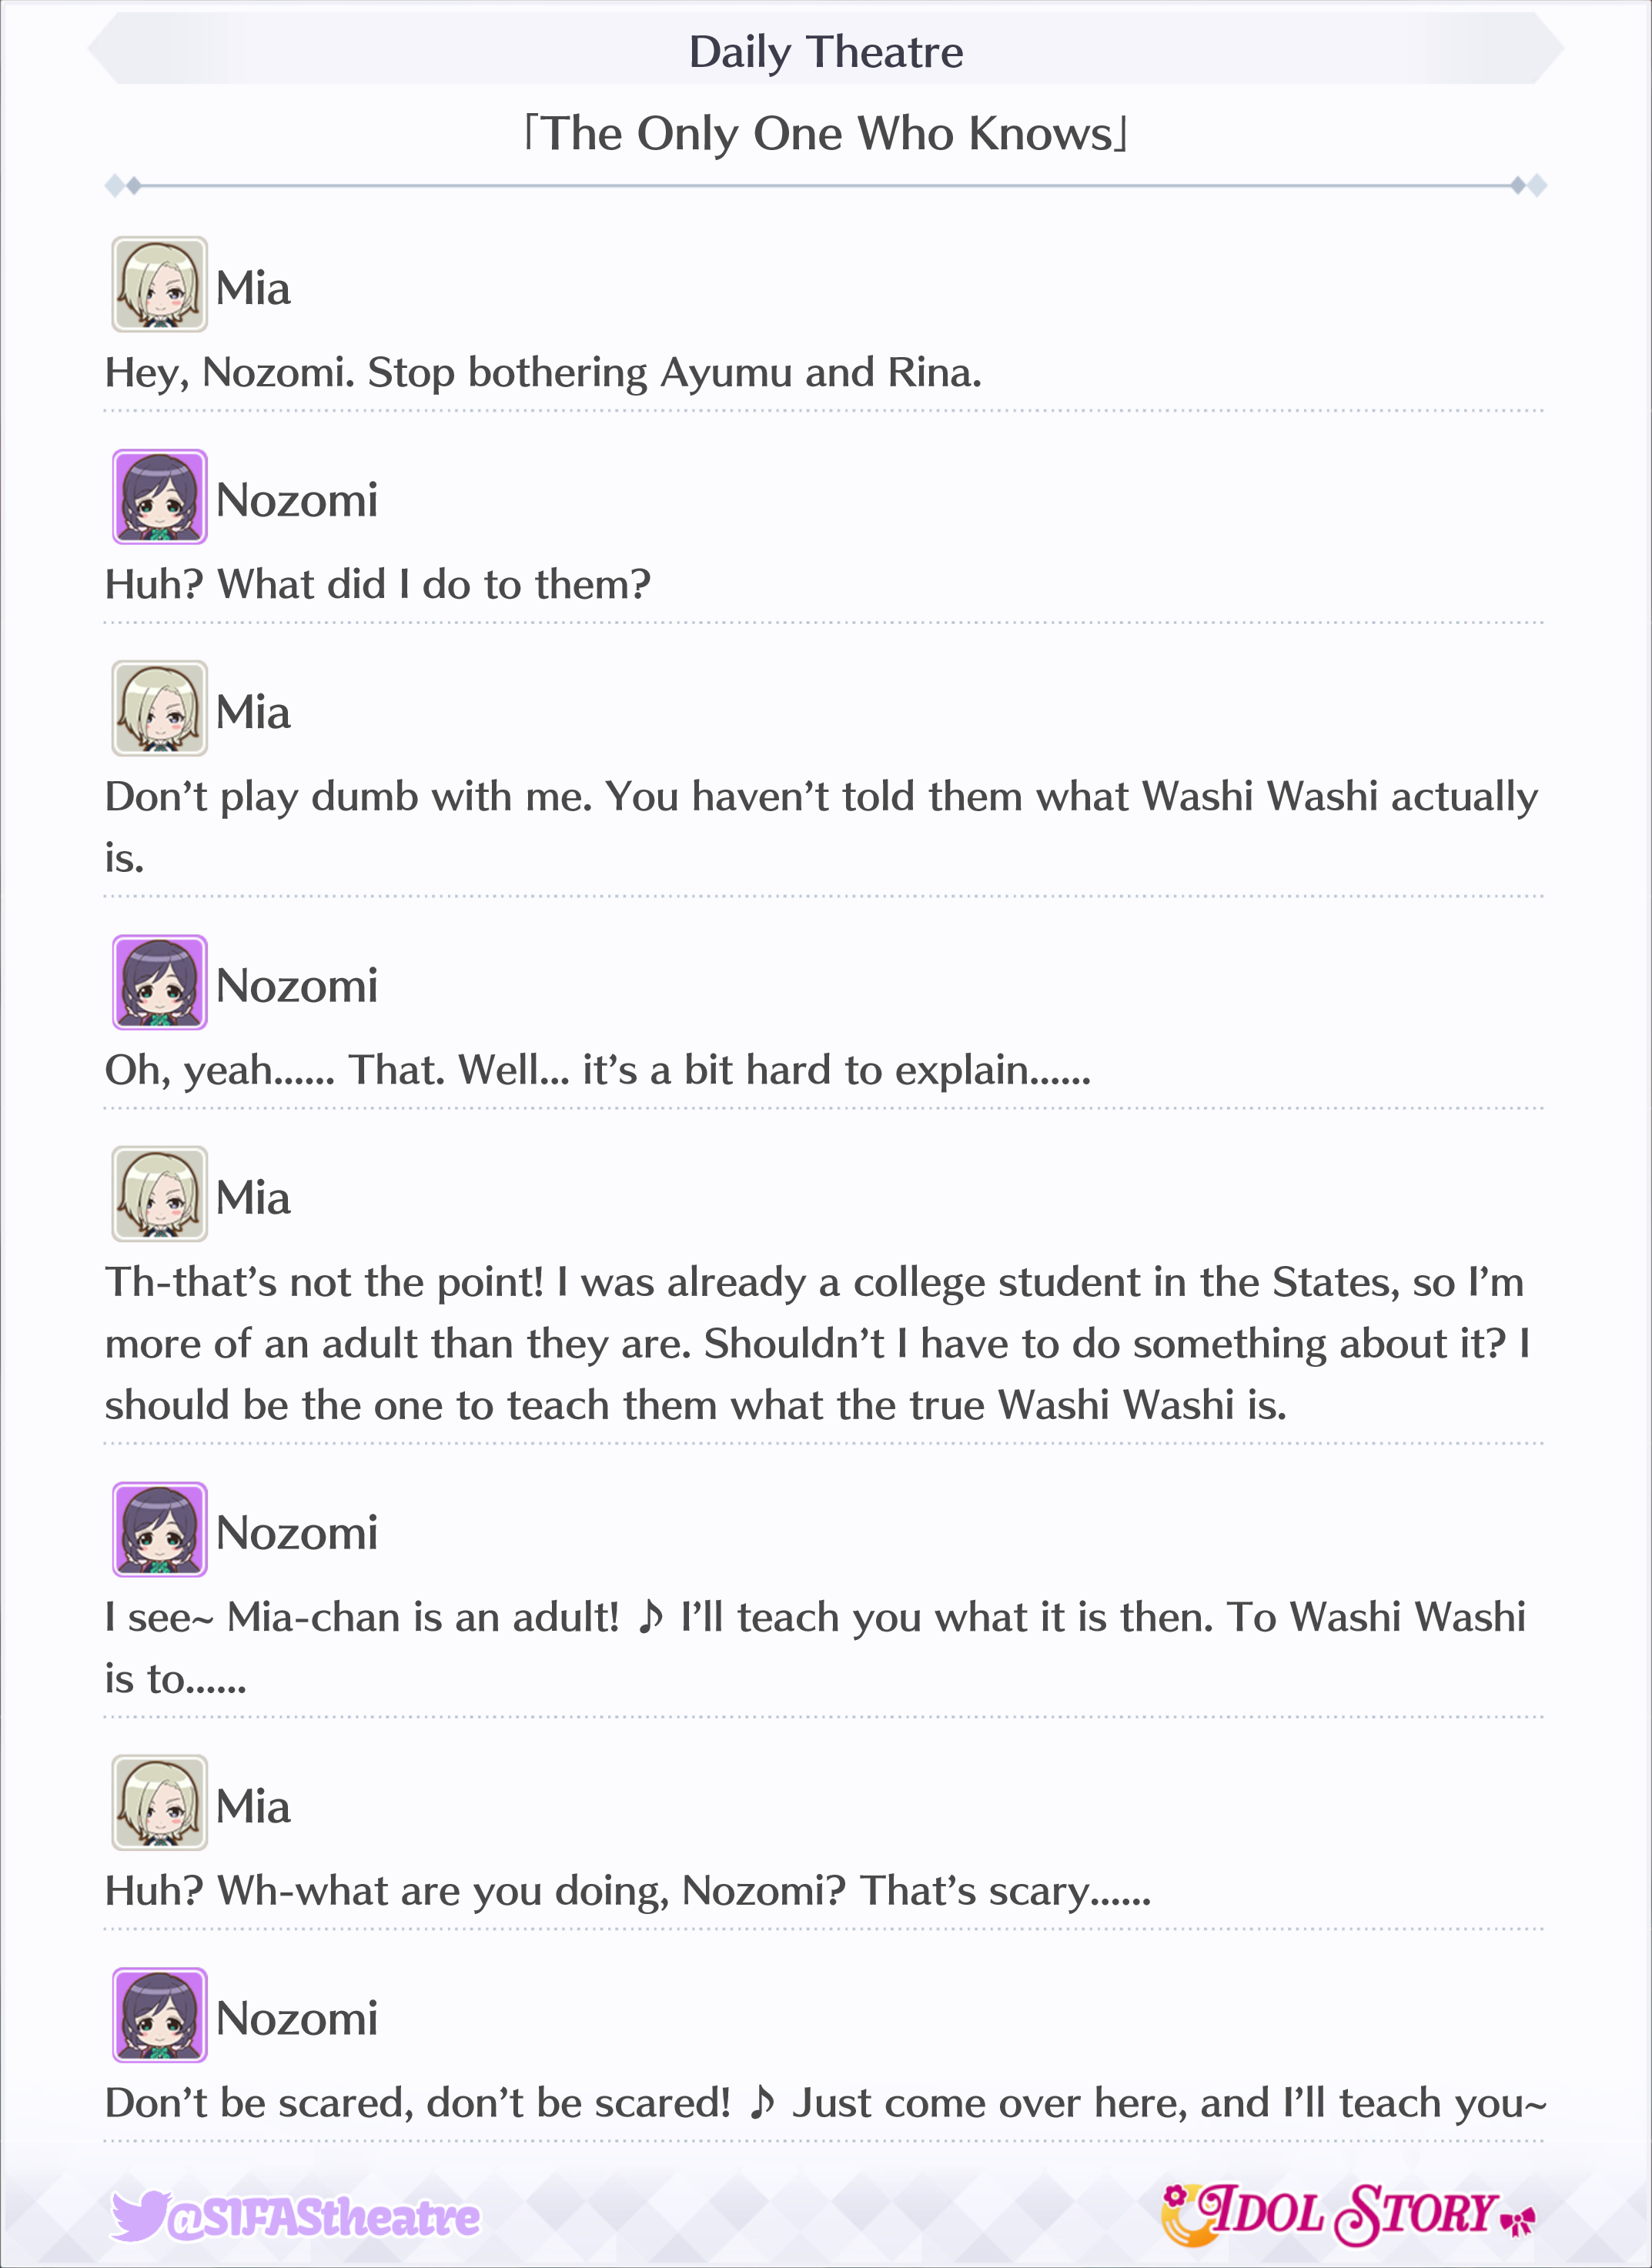 Daily Theatre
「The Only One Who Knows」
Mia
Hey, Nozomi. Stop bothering Ayumu and Rina.
Nozomi
Huh? What did I do to them?
Mia
Don’t play dumb with me. You haven’t told them what Washi Washi actually
is.
Nozomi
Oh, yeah...... That. Well... it’s a bit hard to explain......
Mia
Th-that’s not the point! I was already a college student in the States, so I’m
more of an adult than they are. Shouldn’t I have to do something about it? I
should be the one to teach them what the true Washi Washi is.
Nozomi
I see~ Mia-chan is an adult! ♪ I’ll teach you what it is then. To Washi Washi
is to......
Mia
Huh? Wh-what are you doing, Nozomi? That’s scary......
Nozomi
Don’t be scared, don’t be scared! ♪ Just come over here, and I’ll teach you~
@SIFAStheatre
IDOL STORY